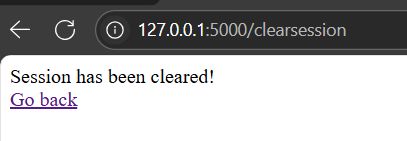 127.0.0.1:5000/clearsession
Session has been cleared!
Go back